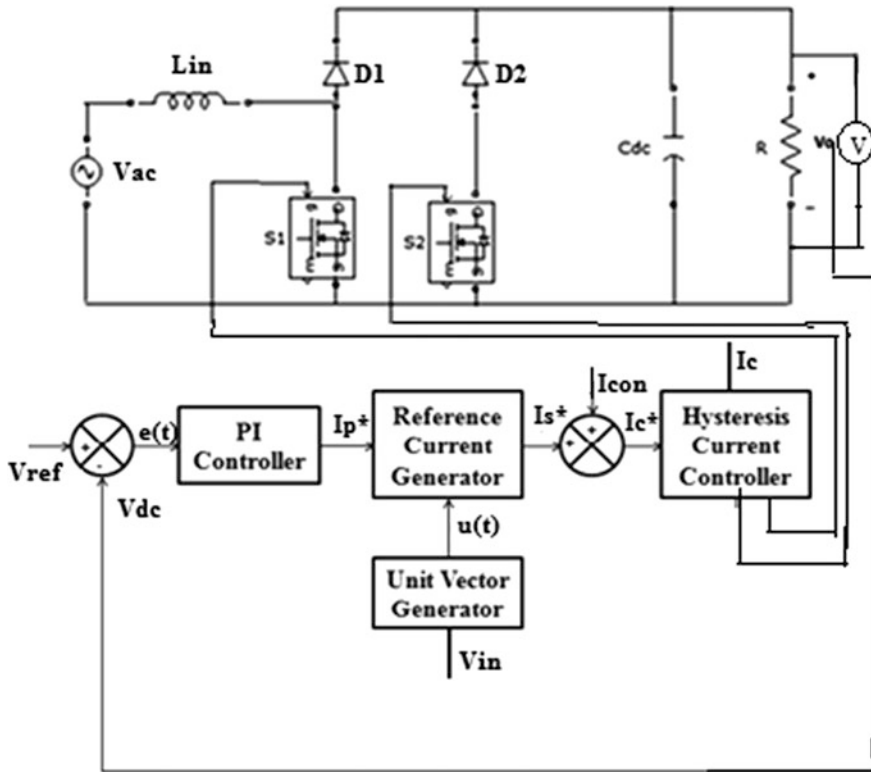 Lin
D1
D2
Vac
S1
g
m
S2
g
m
Cdc
R
+
Vo
V
-
Vref
+
-
e(t)
Vdc
PI
Controller
Ip*
Reference
Current
Generator
u(t)
Unit Vector
Generator
Vin
Is*
Icon
+
+
Ic*
Ic
Hysteresis
Current
Controller